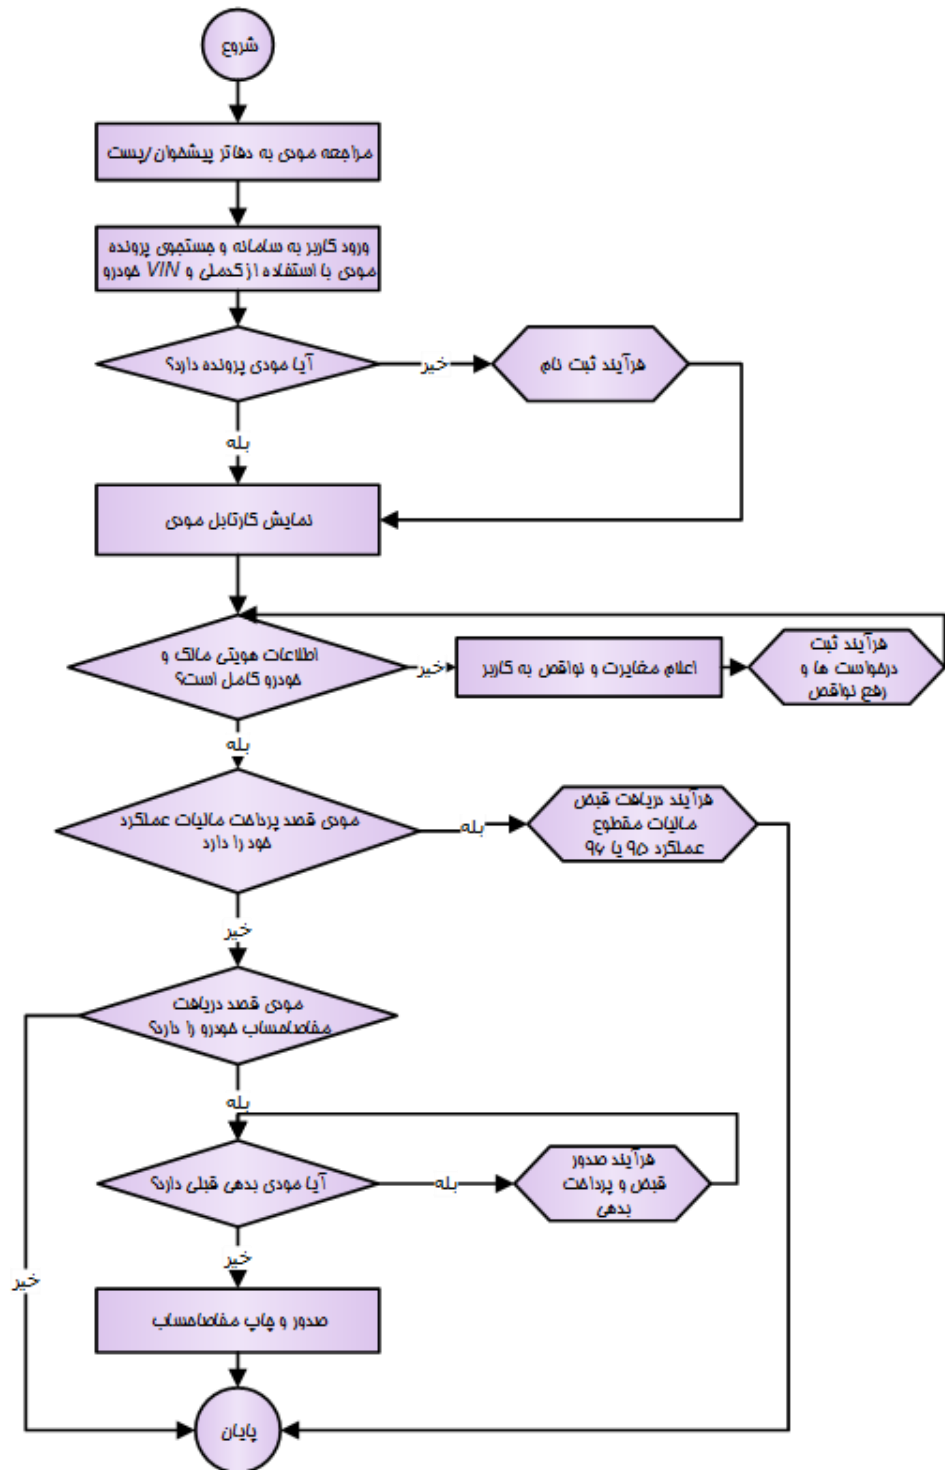 شروع
مراجعه مودی به دفاتر پیشخوان/پست
ورود کاربر به سامانه و جستجوی پرونده
مودی با استفاده از کدملی و VIN خودرو
آیا مودی پرونده دارد؟
خیر
فرآیند ثبت نام
بله
نمایش کارتابل مودی
اطلاعات هویتی مالک و
خودرو کامل است؟
خیر
اعلام مغایرت و نواقص به کاربر
فرآیند ثبت
درخواست ها و
رفع نواقص
بله
مودی قصد پرداخت مالیات عملکرد
خود را دارد
بله
فرآیند دریافت قبض
مالیات مقطوع
عملکرد ۹۵ یا ۹۶
خیر
مودی قصد دریافت
مفاصاحساب خودرو را دارد؟
بله
آیا مودی بدهی قبلی دارد؟
بله
فرآیند صدور
قبض و پرداخت
بدهی
خیر
خیر
صدور و چاپ مفاصاحساب
پایان